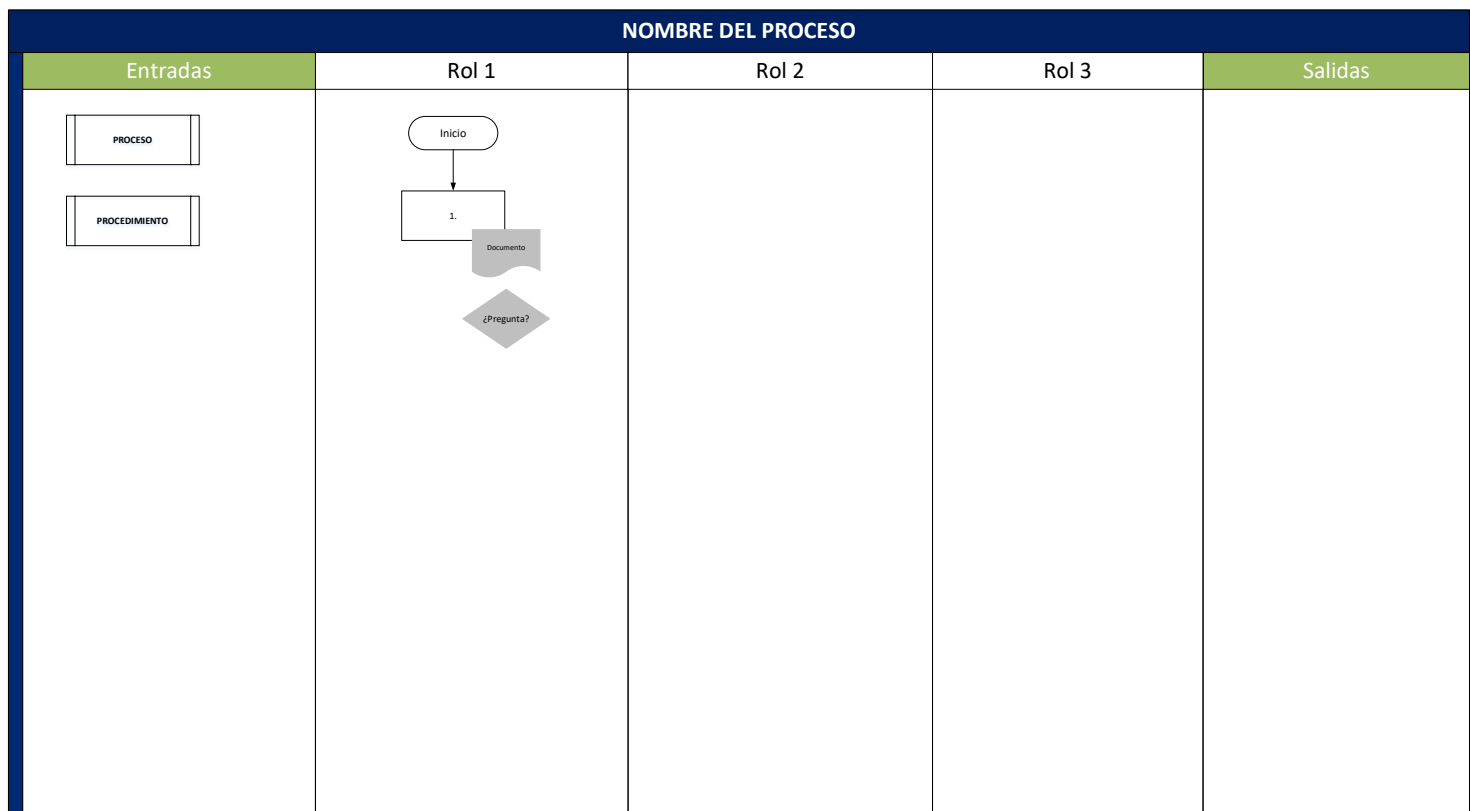 NOMBRE DEL PROCESO
Entradas
Rol 1
Rol 2
Rol 3
Salidas
PROCESO
PROCEDIMIENTO
Inicio
1.
Documento
¿Pregunta?